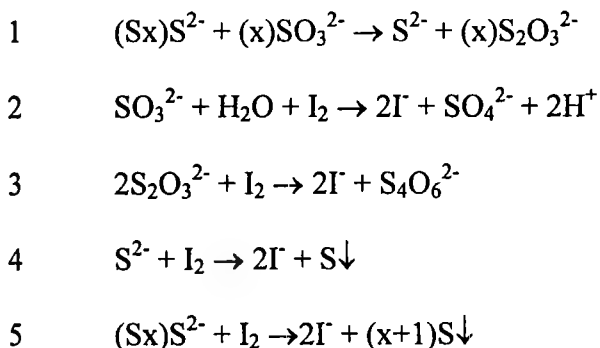 1 (Sx)S²⁻ + (x)SO₃²⁻ → S²⁻ + (x)S₂O₃²⁻
2 SO₃²⁻ + H₂O + I₂ → 2I⁻ + SO₄²⁻ + 2H⁺
3 2S₂O₃²⁻ + I₂ → 2I⁻ + S₄O₆²⁻
4 S²⁻ + I₂ → 2I⁻ + S↓
5 (Sx)S²⁻ + I₂ →2I⁻ + (x+1)S↓